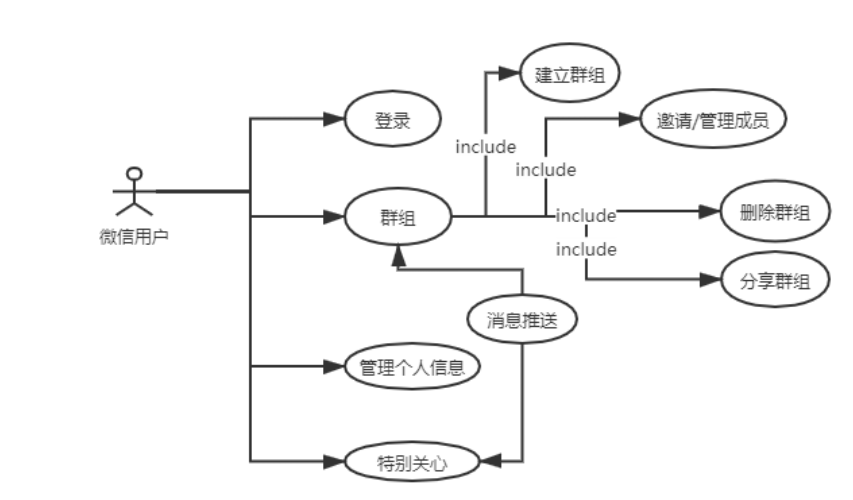 建立群组
登录
邀请/管理成员
include
include
微信用户
群组
include
删除群组
include
分享群组
消息推送
管理个人信息
特别关心